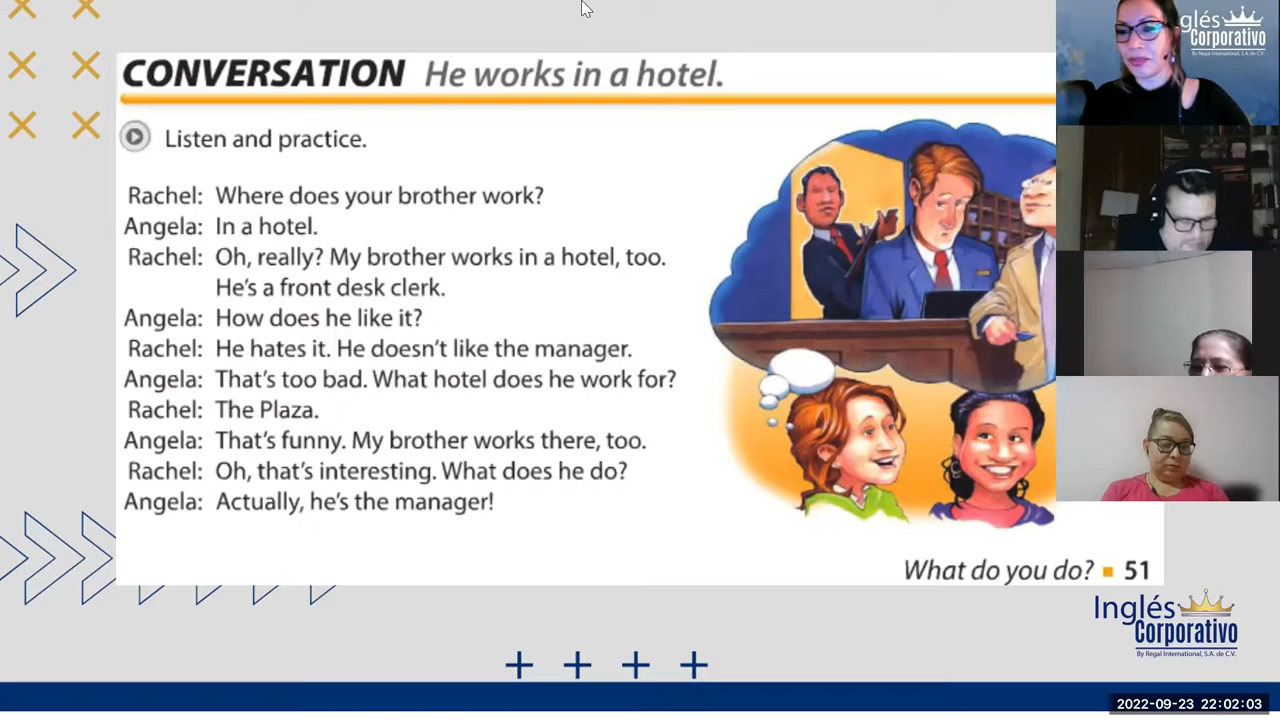 CONVERSATION He works in a hotel.
Listen and practice.
Rachel: Where does your brother work?
Angela: In a hotel.
Rachel: Oh, really? My brother works in a hotel, too.
He's a front desk clerk.
Angela: How does he like it?
Rachel: He hates it. He doesn't like the manager.
Angela: That's too bad. What hotel does he work for?
Rachel: The Plaza.
Angela: That's funny. My brother works there, too.
Rachel: Oh, that's interesting. What does he do?
Angela: Actually, he's the manager!
What do you do? ▪ 51
glés
Corporativo
By Regal International, S.A. de C.V.
Inglés
Corporativo
By Regal International, S.A. de C.V.
2022-09-23 22:02:03